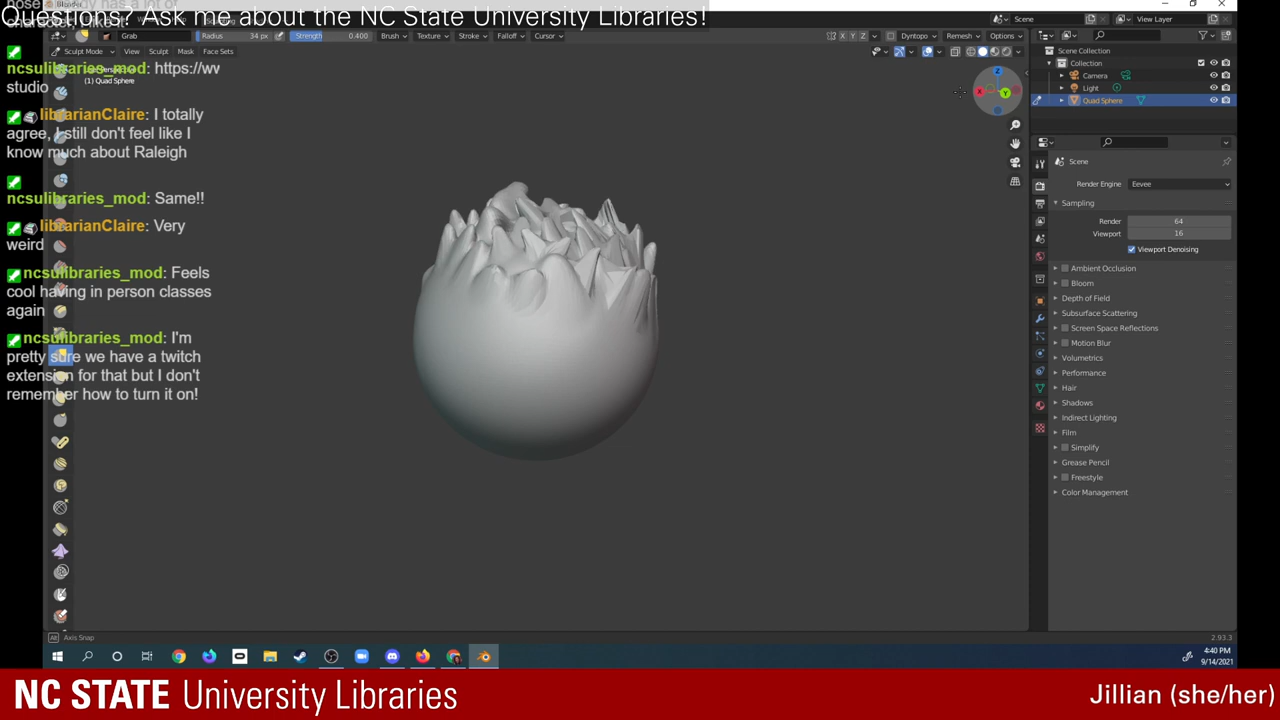 Questions? Ask me about the NC State University Libraries!
Blender
Scene
View Layer
Grab
Radius 34 px
Strength 0.400
Brush
Texture
Stroke
Falloff
Cursor
X Y Z
Dyntopo
Remesh
Options
Sculpt Mode
View
Sculpt
Mask
Face Sets
(1) Quad Sphere
Scene Collection
Collection
Camera
Light
Quad Sphere
character, I like it!
ncsulibraries_mod: https://wv
studio
librarianClaire: I totally
agree, I still don't feel like I
know much about Raleigh
ncsulibraries_mod: Same!!
librarianClaire: Very
weird
ncsulibraries_mod: Feels
cool having in person classes
again
ncsulibraries_mod: I'm
pretty sure we have a twitch
extension for that but I don't
remember how to turn it on!
Scene
Render Engine Eevee
Sampling
Render 64
Viewport 16
Viewport Denoising
Ambient Occlusion
Bloom
Depth of Field
Subsurface Scattering
Screen Space Reflections
Motion Blur
Volumetrics
Performance
Hair
Shadows
Indirect Lighting
Film
Simplify
Grease Pencil
Freestyle
Color Management
Alt Axis Snap
2.93.3
4:40 PM
9/14/2021
NC STATE University Libraries
Jillian (she/her)